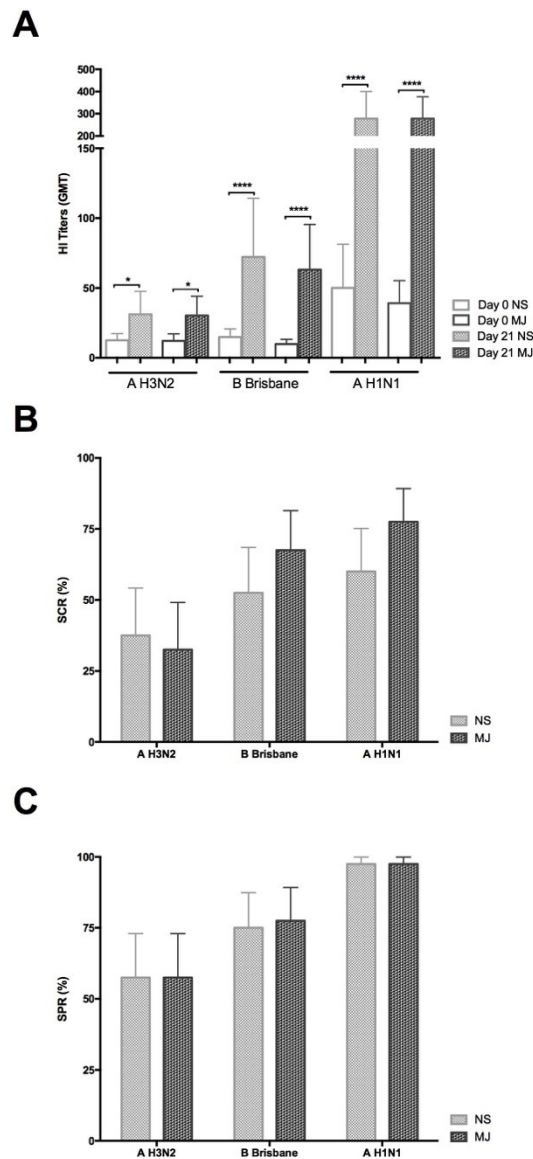 A
HI Titers (GMT)
500
400
300
200
150
100
50
0
****
****
****
****
*
*
A H3N2
B Brisbane
A H1N1
Day 0 NS
Day 0 MJ
Day 21 NS
Day 21 MJ
B
SCR (%)
100
75
50
25
0
A H3N2
B Brisbane
A H1N1
NS
MJ
C
SPR (%)
100
75
50
25
0
A H3N2
B Brisbane
A H1N1
NS
MJ